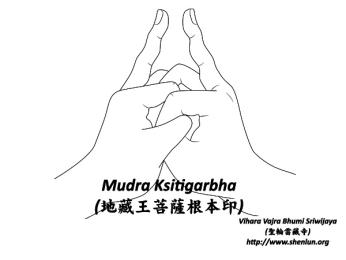 Mudra Ksitigarbha
(地藏王菩薩根本印)
Vihara Vajra Bhumi Sriwijaya
(聖輪雷藏寺)
http://www.shenlun.org